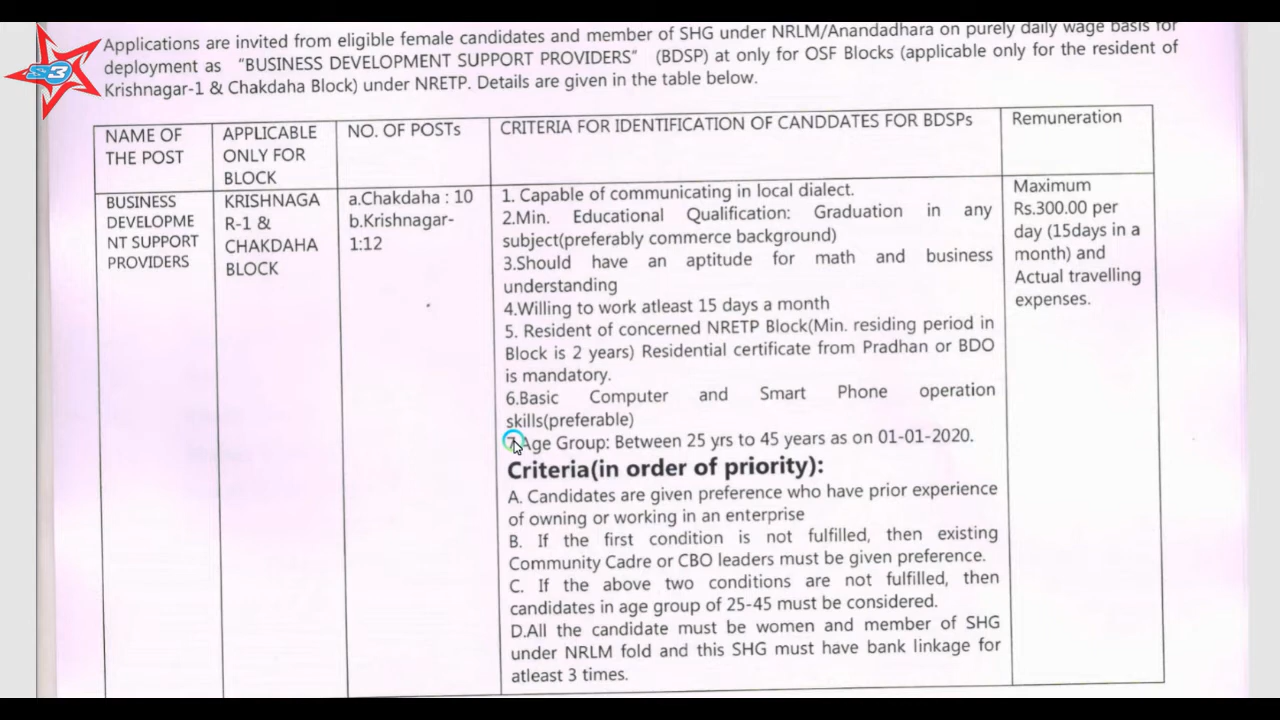 Applications are invited from eligible female candidates and member of SHG under NRLM/Anandadhara on purely daily wage basis for
deployment as "BUSINESS DEVELOPMENT SUPPORT PROVIDERS" (BDSP) at only for OSF Blocks (applicable only for the resident of
Krishnagar-1 & Chakdaha Block) under NRETP. Details are given in the table below.
S3
NAME OF
THE POST
APPLICABLE
ONLY FOR
BLOCK
NO. OF POSTs
CRITERIA FOR IDENTIFICATION OF CANDDATES FOR BDSPs
Remuneration
BUSINESS
DEVELOPME
NT SUPPORT
PROVIDERS
KRISHNAGA
R-1 &
CHAKDAHA
BLOCK
a.Chakdaha : 10
b.Krishnagar-
1:12
1. Capable of communicating in local dialect.
2.Min. Educational Qualification: Graduation in any
subject(preferably commerce background)
3.Should have an aptitude for math and business
understanding
4.Willing to work atleast 15 days a month
5. Resident of concerned NRETP Block(Min. residing period in
Block is 2 years) Residential certificate from Pradhan or BDO
is mandatory.
6.Basic Computer and Smart Phone operation
skills(preferable)
7.Age Group: Between 25 yrs to 45 years as on 01-01-2020.
Criteria(in order of priority):
A. Candidates are given preference who have prior experience
of owning or working in an enterprise
B. If the first condition is not fulfilled, then existing
Community Cadre or CBO leaders must be given preference.
C. If the above two conditions are not fulfilled, then
candidates in age group of 25-45 must be considered.
D.All the candidate must be women and member of SHG
under NRLM fold and this SHG must have bank linkage for
atleast 3 times.
Maximum
Rs.300.00 per
day (15days in a
month) and
Actual travelling
expenses.